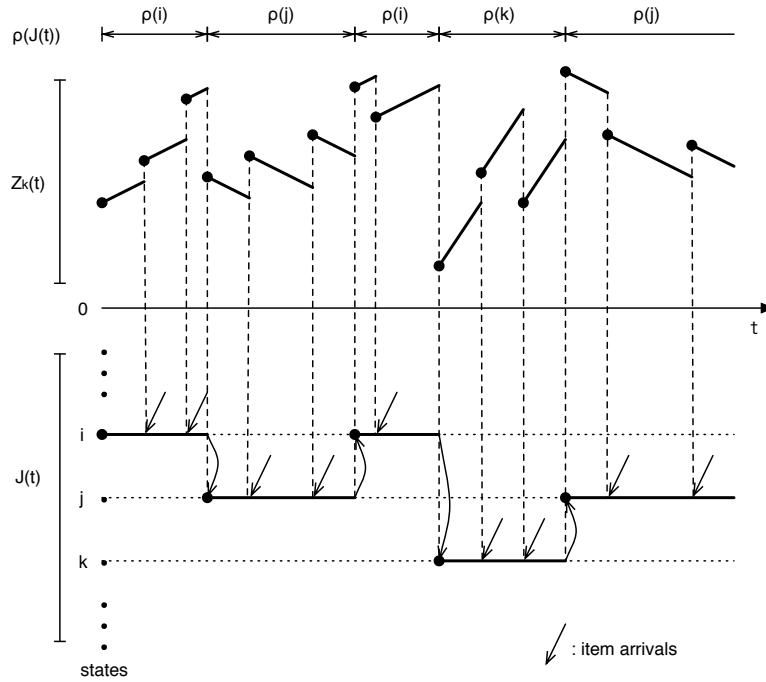 ρ(i) ρ(j) ρ(i) ρ(k) ρ(j)
ρ(J(t))
Zk(t)
0
t
i
J(t)
j
k
: item arrivals
states